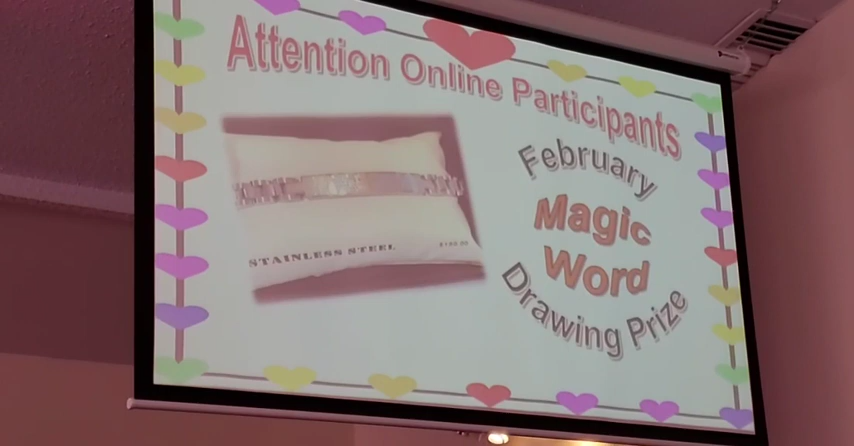 Attention Online Participants
STAINLESS STEEL
February
Magic
Word
Drawing Prize